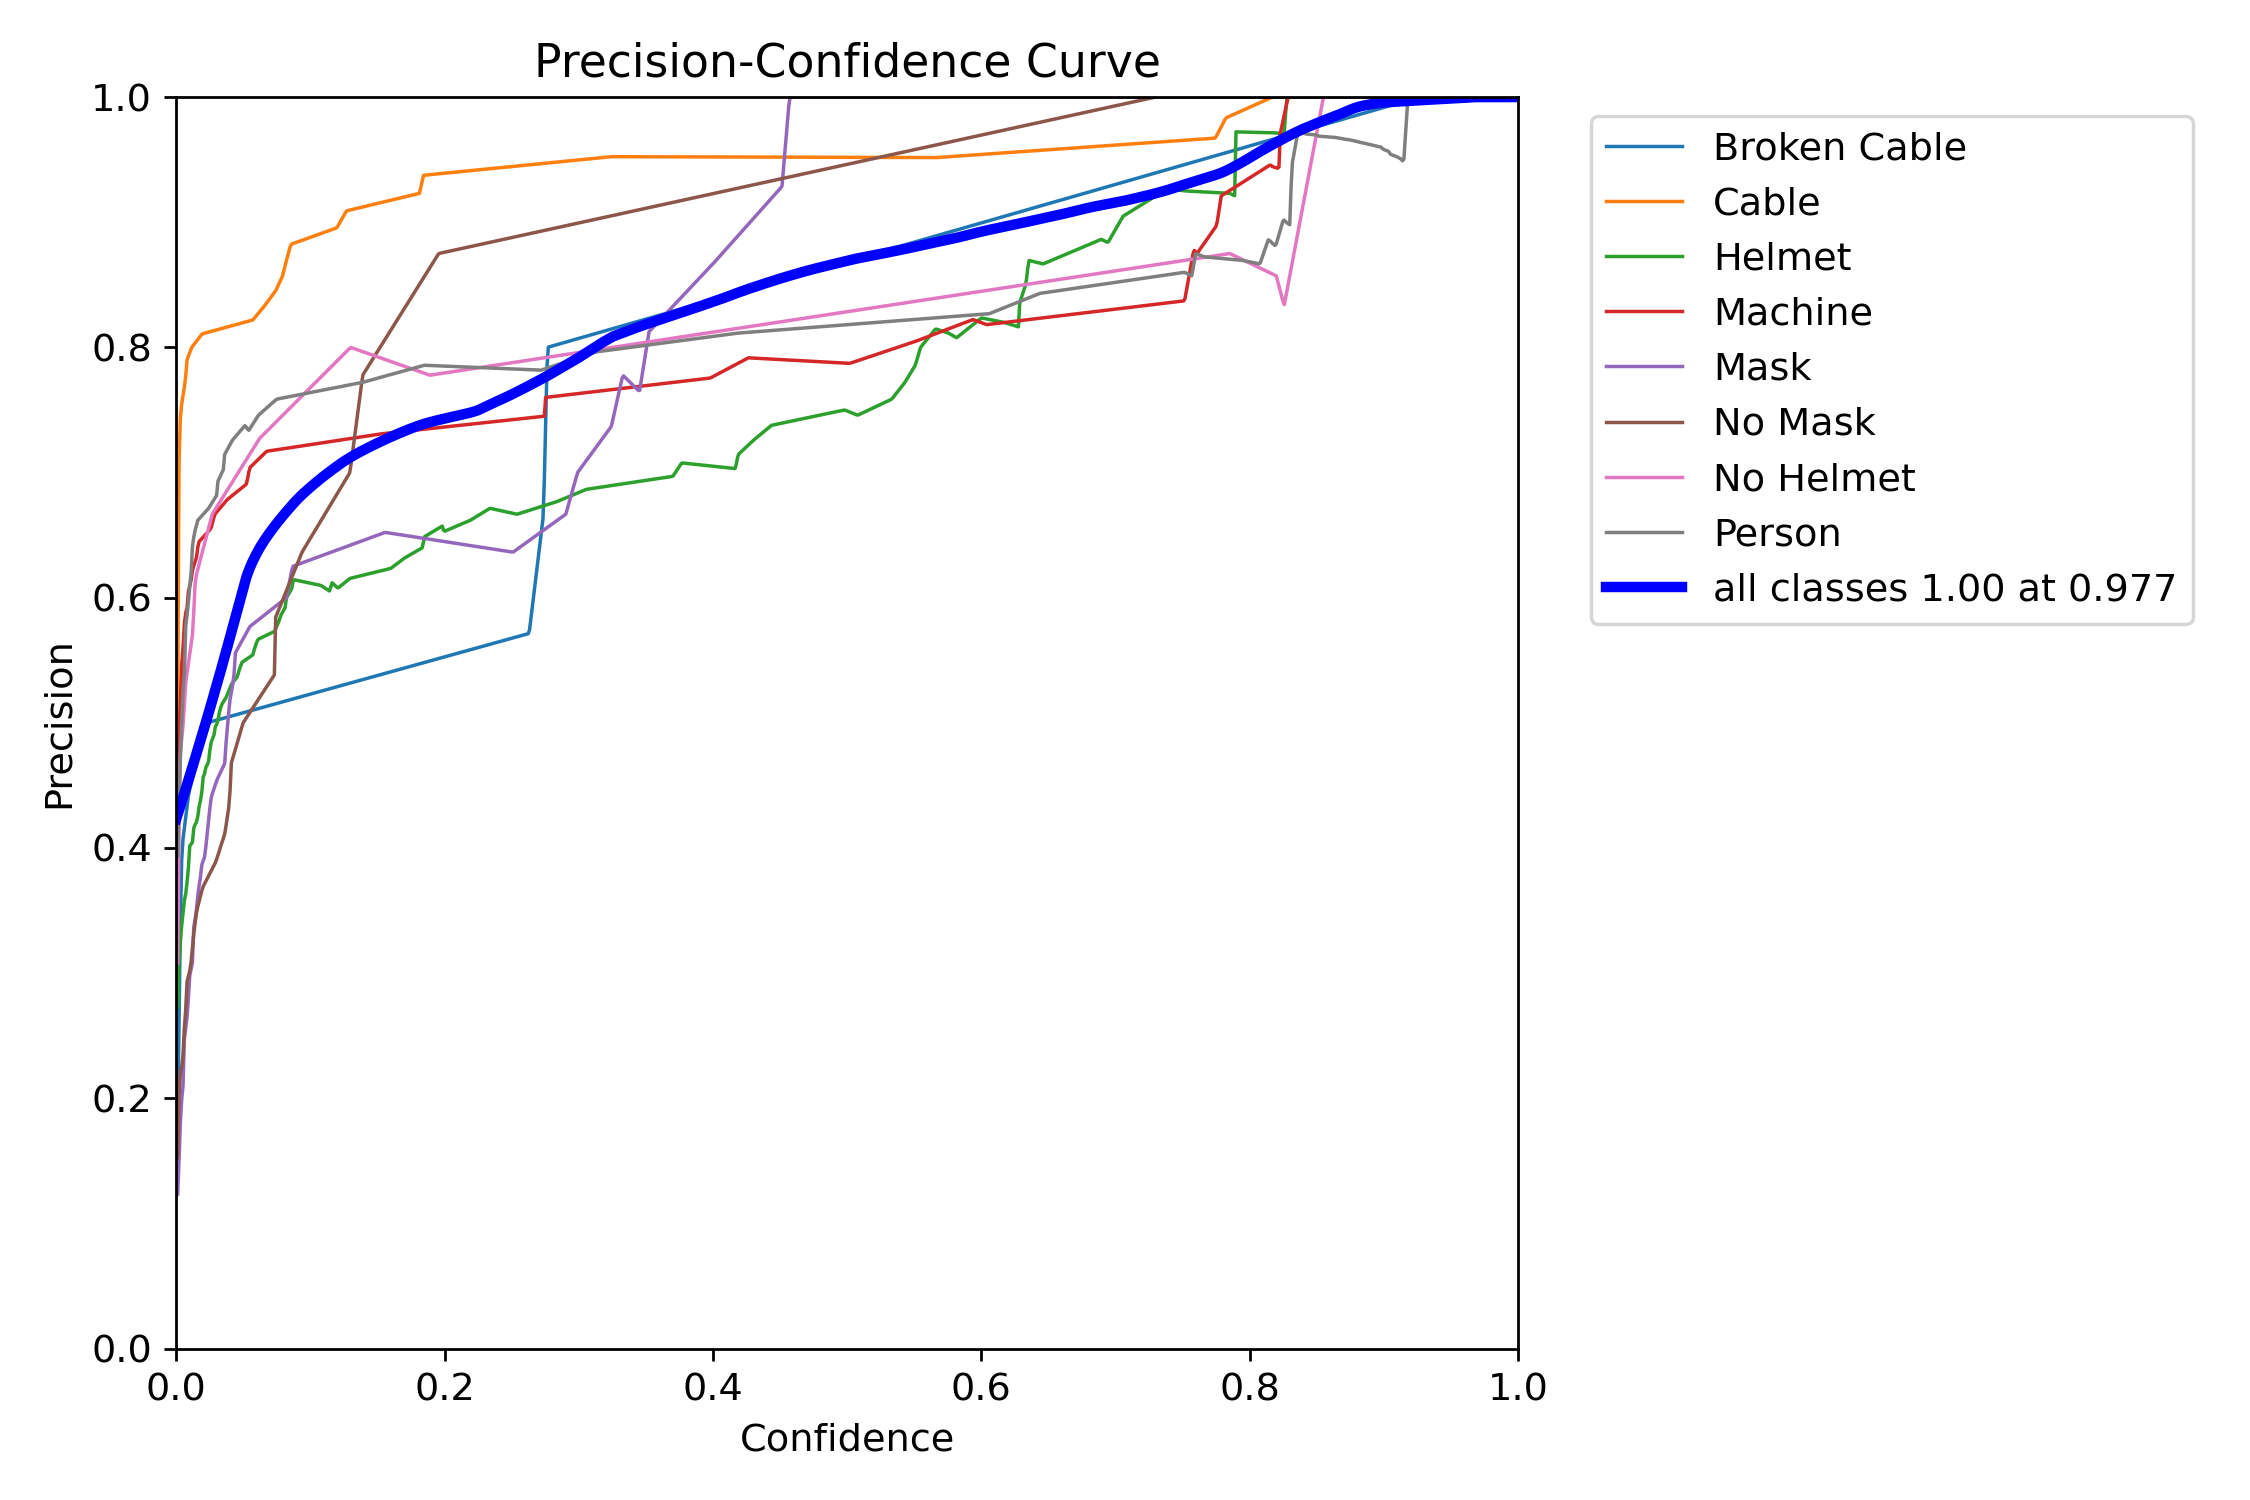 Precision-Confidence Curve
1.0
0.8
0.6
0.4
0.2
0.0
Precision
0.0 0.2 0.4 0.6 0.8 1.0
Confidence
Broken Cable
Cable
Helmet
Machine
Mask
No Mask
No Helmet
Person
all classes 1.00 at 0.977